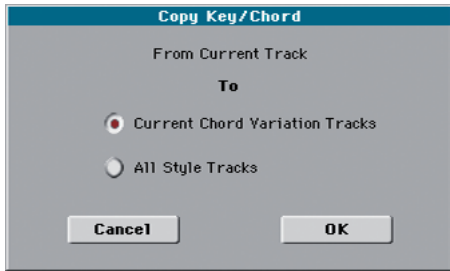 Copy Key/Chord
From Current Track
To
Current Chord Variation Tracks
All Style Tracks
Cancel OK